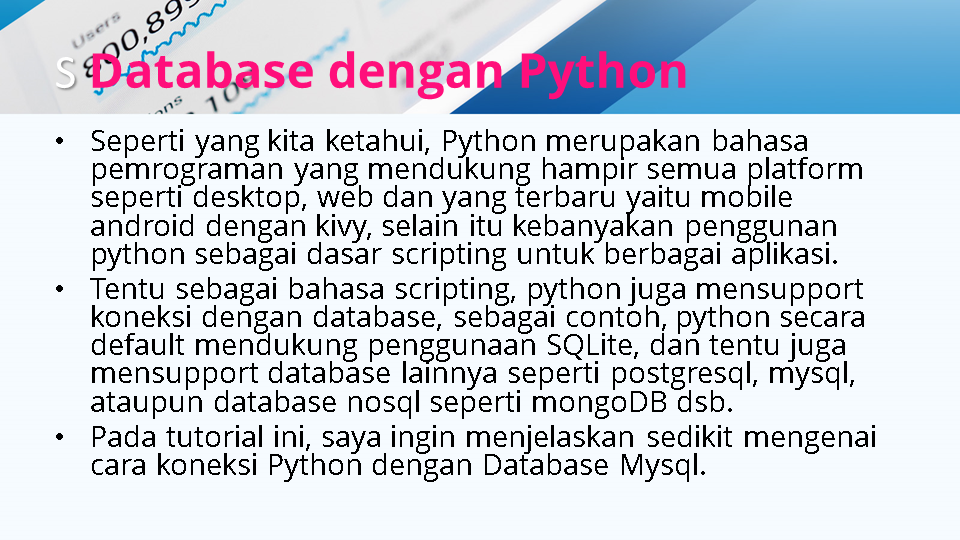 Users
800,899
S Database dengan Python
• Seperti yang kita ketahui, Python merupakan bahasa
pemrograman yang mendukung hampir semua platform
seperti desktop, web dan yang terbaru yaitu mobile
android dengan kivy, selain itu kebanyakan penggunan
python sebagai dasar scripting untuk berbagai aplikasi.
• Tentu sebagai bahasa scripting, python juga mensupport
koneksi dengan database, sebagai contoh, python secara
default mendukung penggunaan SQLite, dan tentu juga
mensupport database lainnya seperti postgresql, mysql,
ataupun database nosql seperti mongoDB dsb.
• Pada tutorial ini, saya ingin menjelaskan sedikit mengenai
cara koneksi Python dengan Database Mysql.